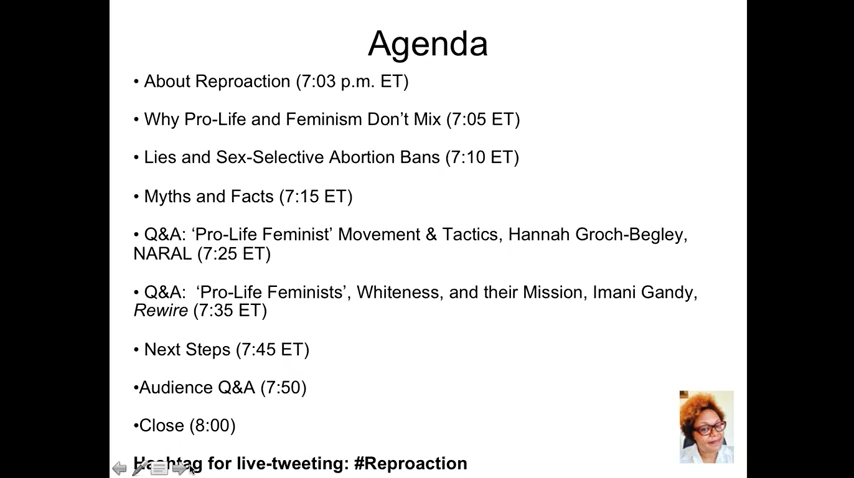 Agenda
• About Reproaction (7:03 p.m. ET)
• Why Pro-Life and Feminism Don’t Mix (7:05 ET)
• Lies and Sex-Selective Abortion Bans (7:10 ET)
• Myths and Facts (7:15 ET)
• Q&A: ‘Pro-Life Feminist’ Movement & Tactics, Hannah Groch-Begley,
NARAL (7:25 ET)
• Q&A:  ‘Pro-Life Feminists’, Whiteness, and their Mission, Imani Gandy,
Rewire (7:35 ET)
• Next Steps (7:45 ET)
•Audience Q&A (7:50)
•Close (8:00)
Hashtag for live-tweeting: #Reproaction